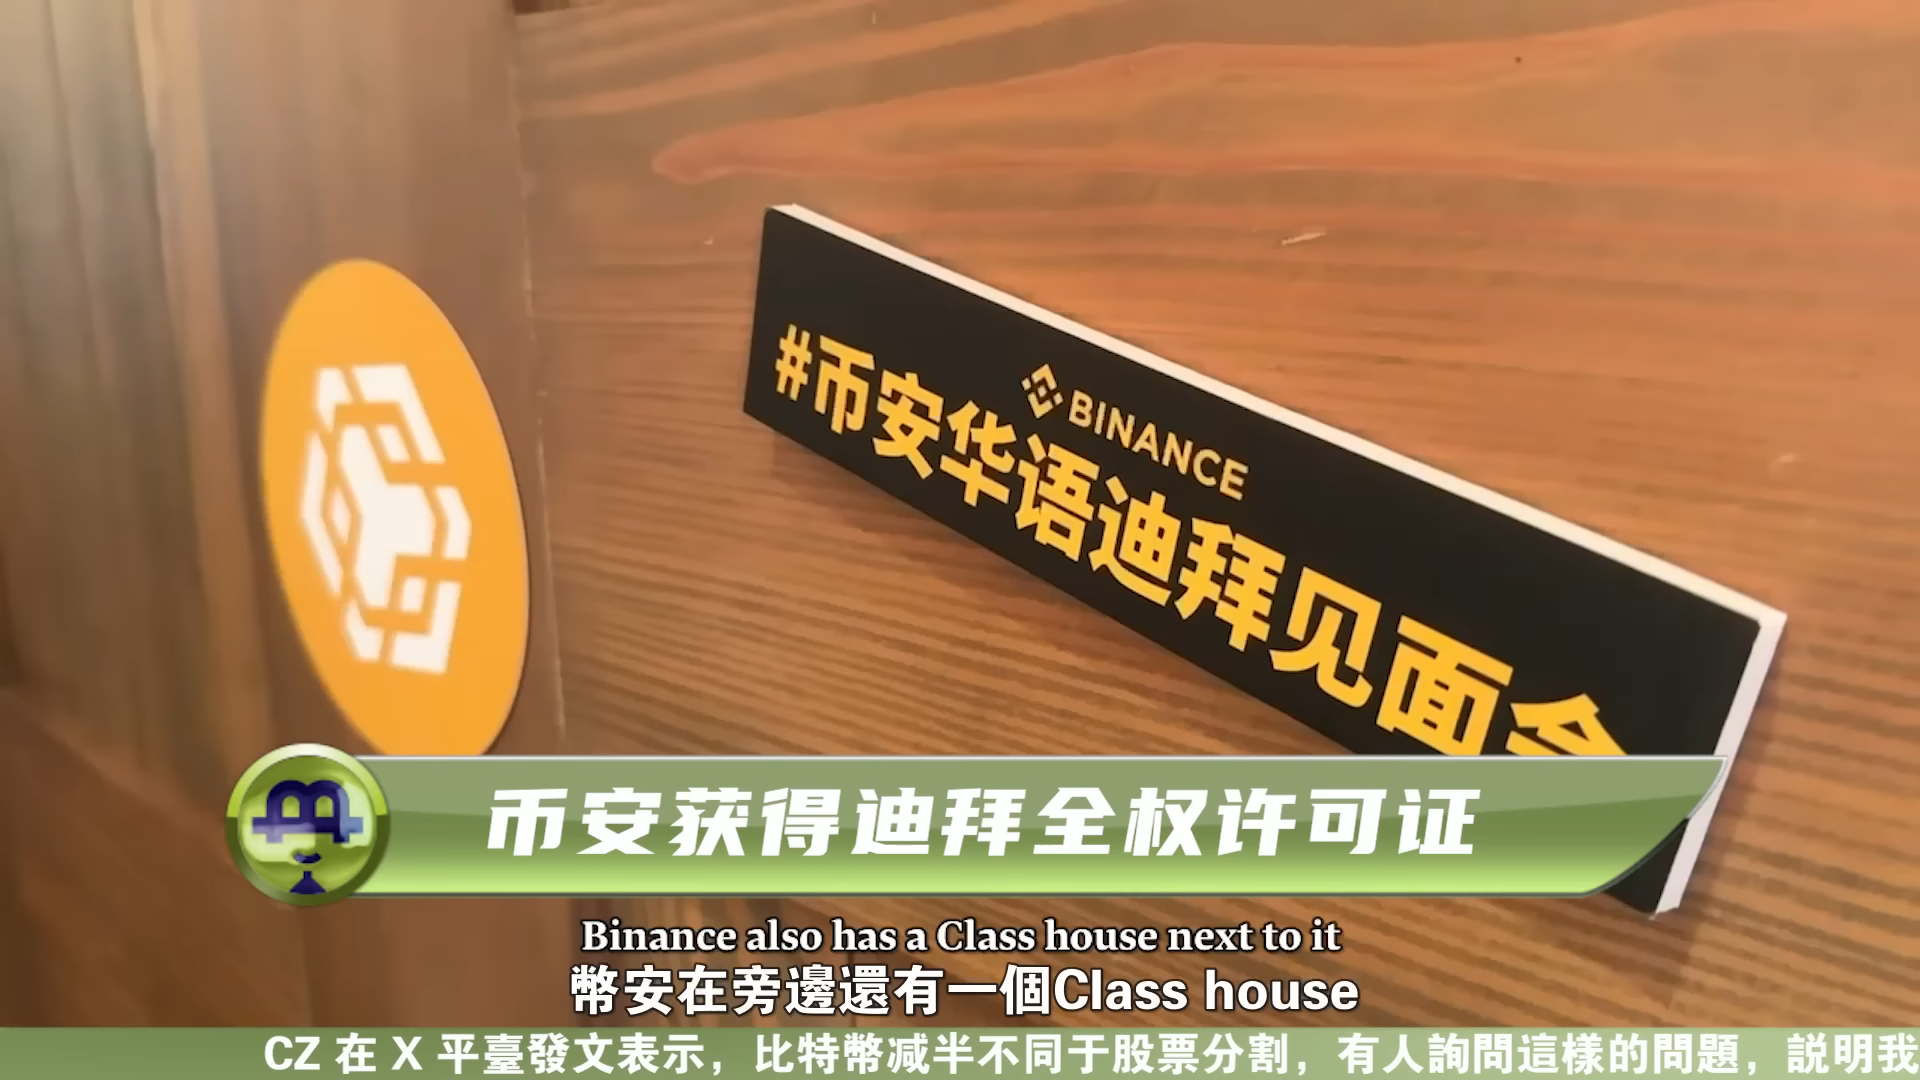 BINANCE
#币安华语迪拜见面会
币安获得迪拜全权许可证
Binance also has a Class house next to it
幣安在旁邊還有一個Class house
CZ 在 X 平臺發文表示，比特幣减半不同于股票分割，有人詢問這樣的問題，説明我